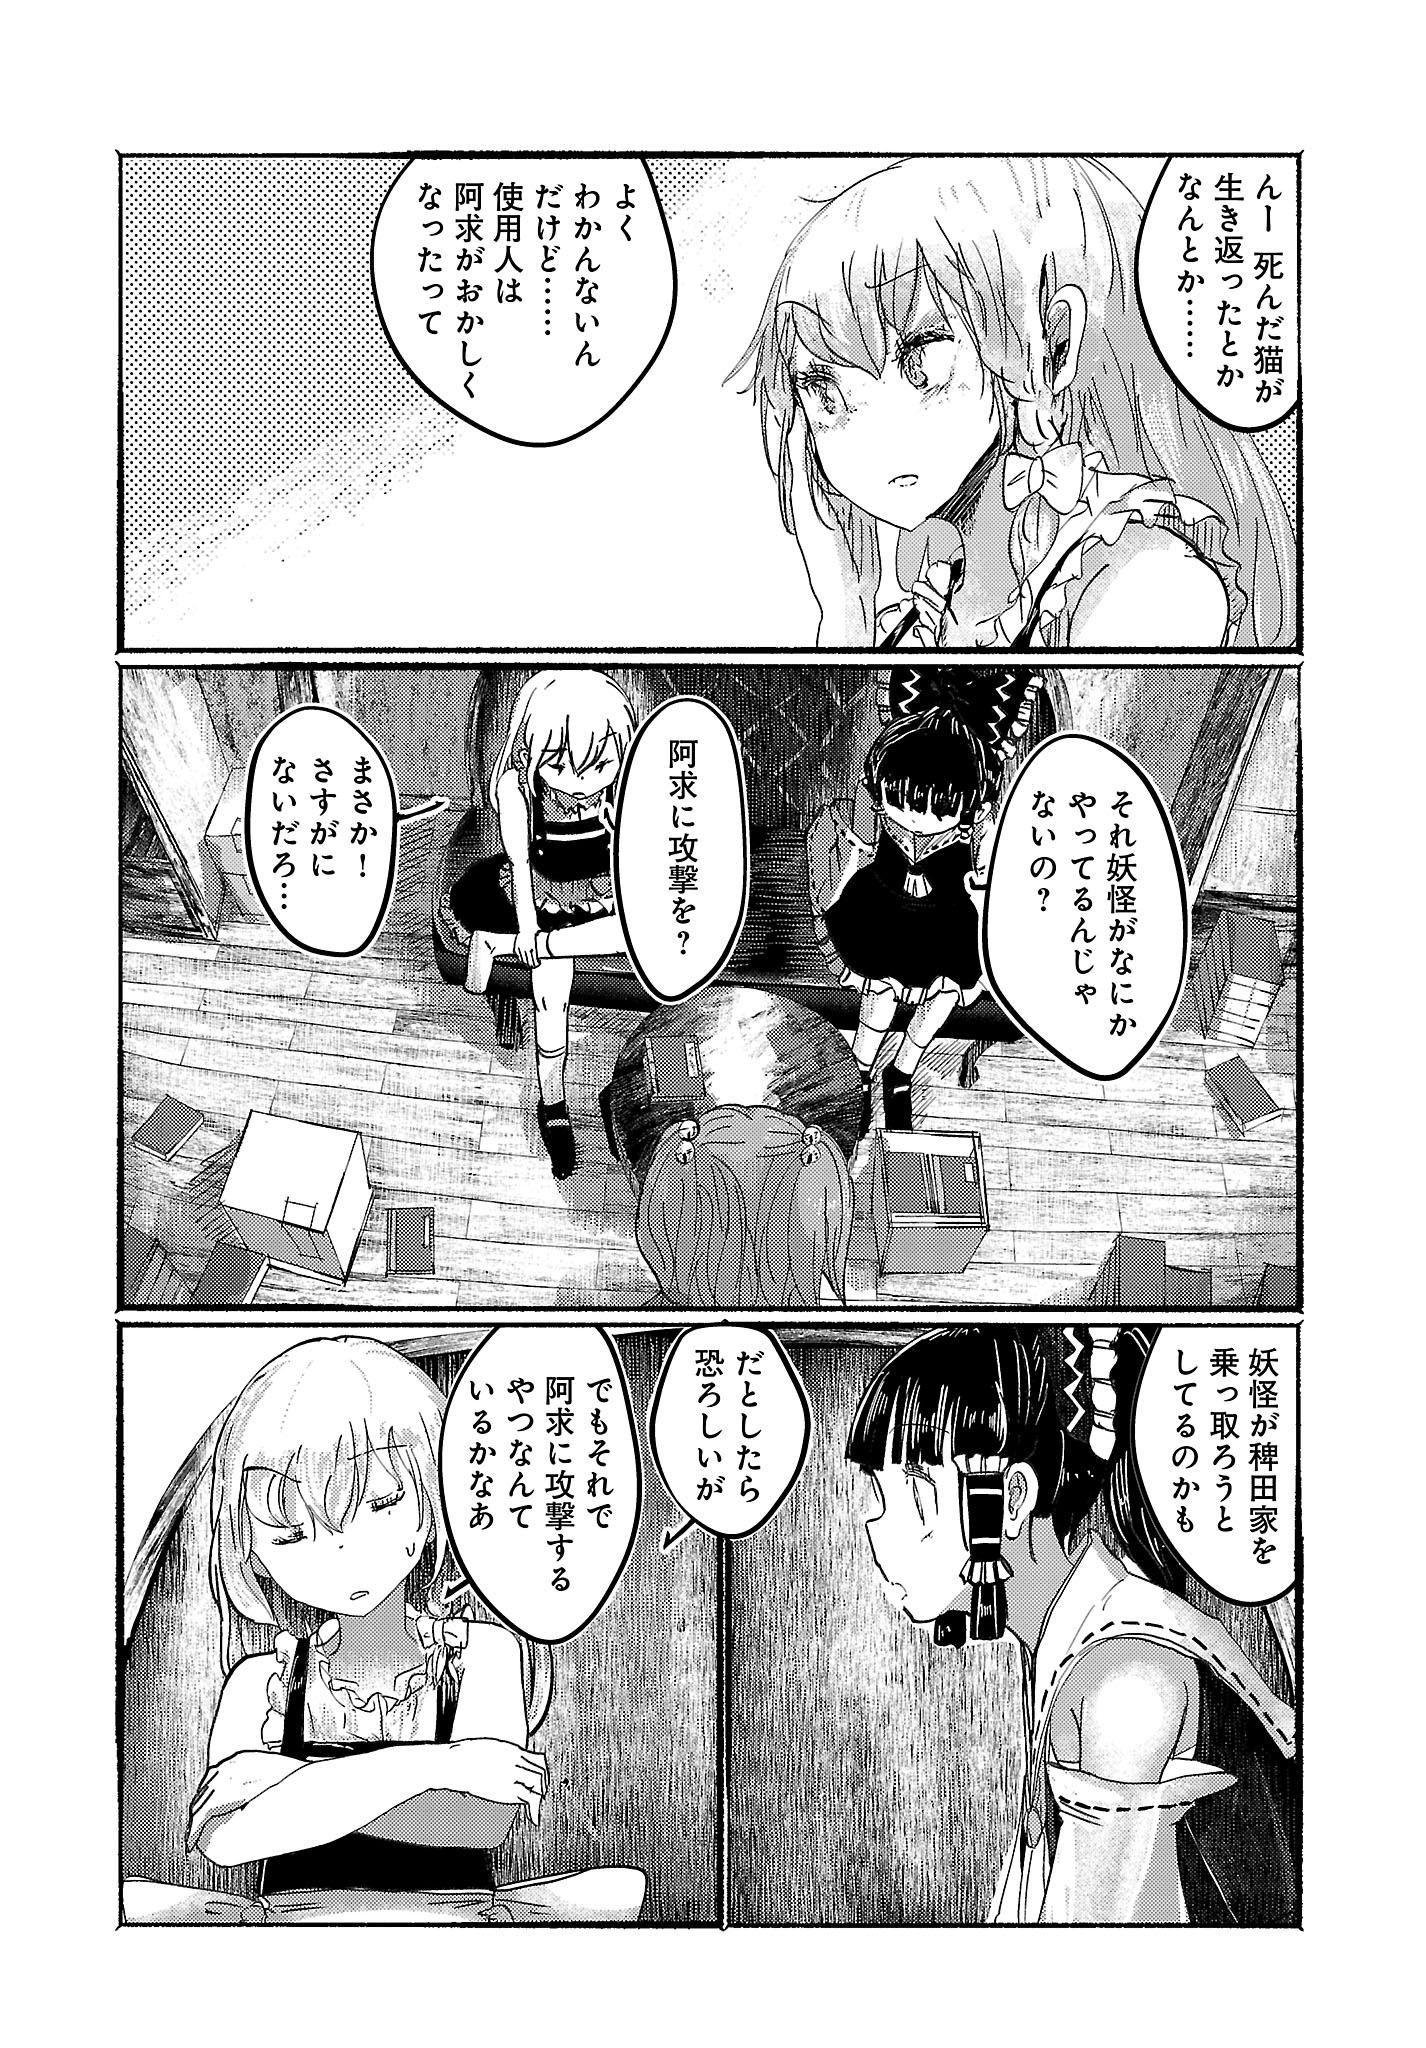 んー 死んだ猫が
生き返ったとか
なんとか……
よく
わかんないん
だけど……
使用人は
阿求がおかしく
なったって
それ妖怪がなにか
やってるんじゃ
ないの？
阿求に攻撃を？
まさか！
さすがに
ないだろ…
妖怪が稗田家を
乗っ取ろうと
してるのかも
だとしたら
恐ろしいが
でもそれで
阿求に攻撃する
やつなんて
いるかなあ